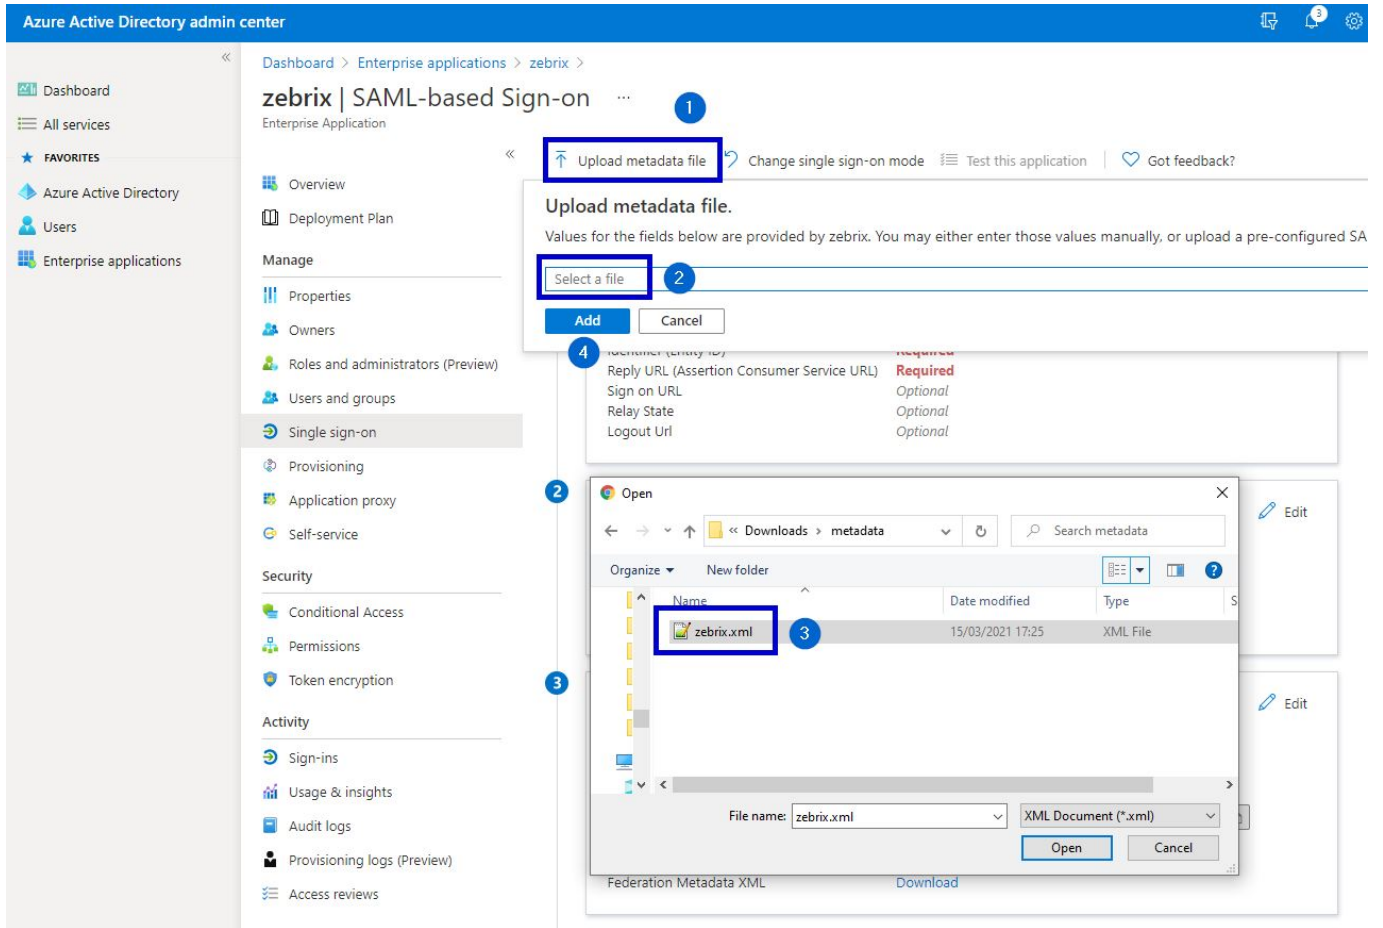 Azure Active Directory admin center
3
«
Dashboard
All services
FAVORITES
Azure Active Directory
Users
Enterprise applications
Dashboard > Enterprise applications > zebrix >
zebrix | SAML-based Sign-on ...
Enterprise Application
1
«
Overview
Deployment Plan
Manage
Properties
Owners
Roles and administrators (Preview)
Users and groups
Single sign-on
Provisioning
Application proxy
Self-service
Security
Conditional Access
Permissions
Token encryption
Activity
Sign-ins
Usage & insights
Audit logs
Provisioning logs (Preview)
Access reviews
Upload metadata file Change single sign-on mode Test this application Got feedback?
Upload metadata file.
Values for the fields below are provided by zebrix. You may either enter those values manually, or upload a pre-configured SA
Select a file 2
Add Cancel
4
Identifier (Entity ID) Required
Reply URL (Assertion Consumer Service URL) Required
Sign on URL Optional
Relay State Optional
Logout Url Optional
2
Open
Edit
« Downloads > metadata Search metadata
Organize New folder
Name Date modified Type S
zebrix.xml 3 15/03/2021 17:25 XML File
3
Edit
File name: zebrix.xml XML Document (*.xml)
Open Cancel
Federation Metadata XML Download